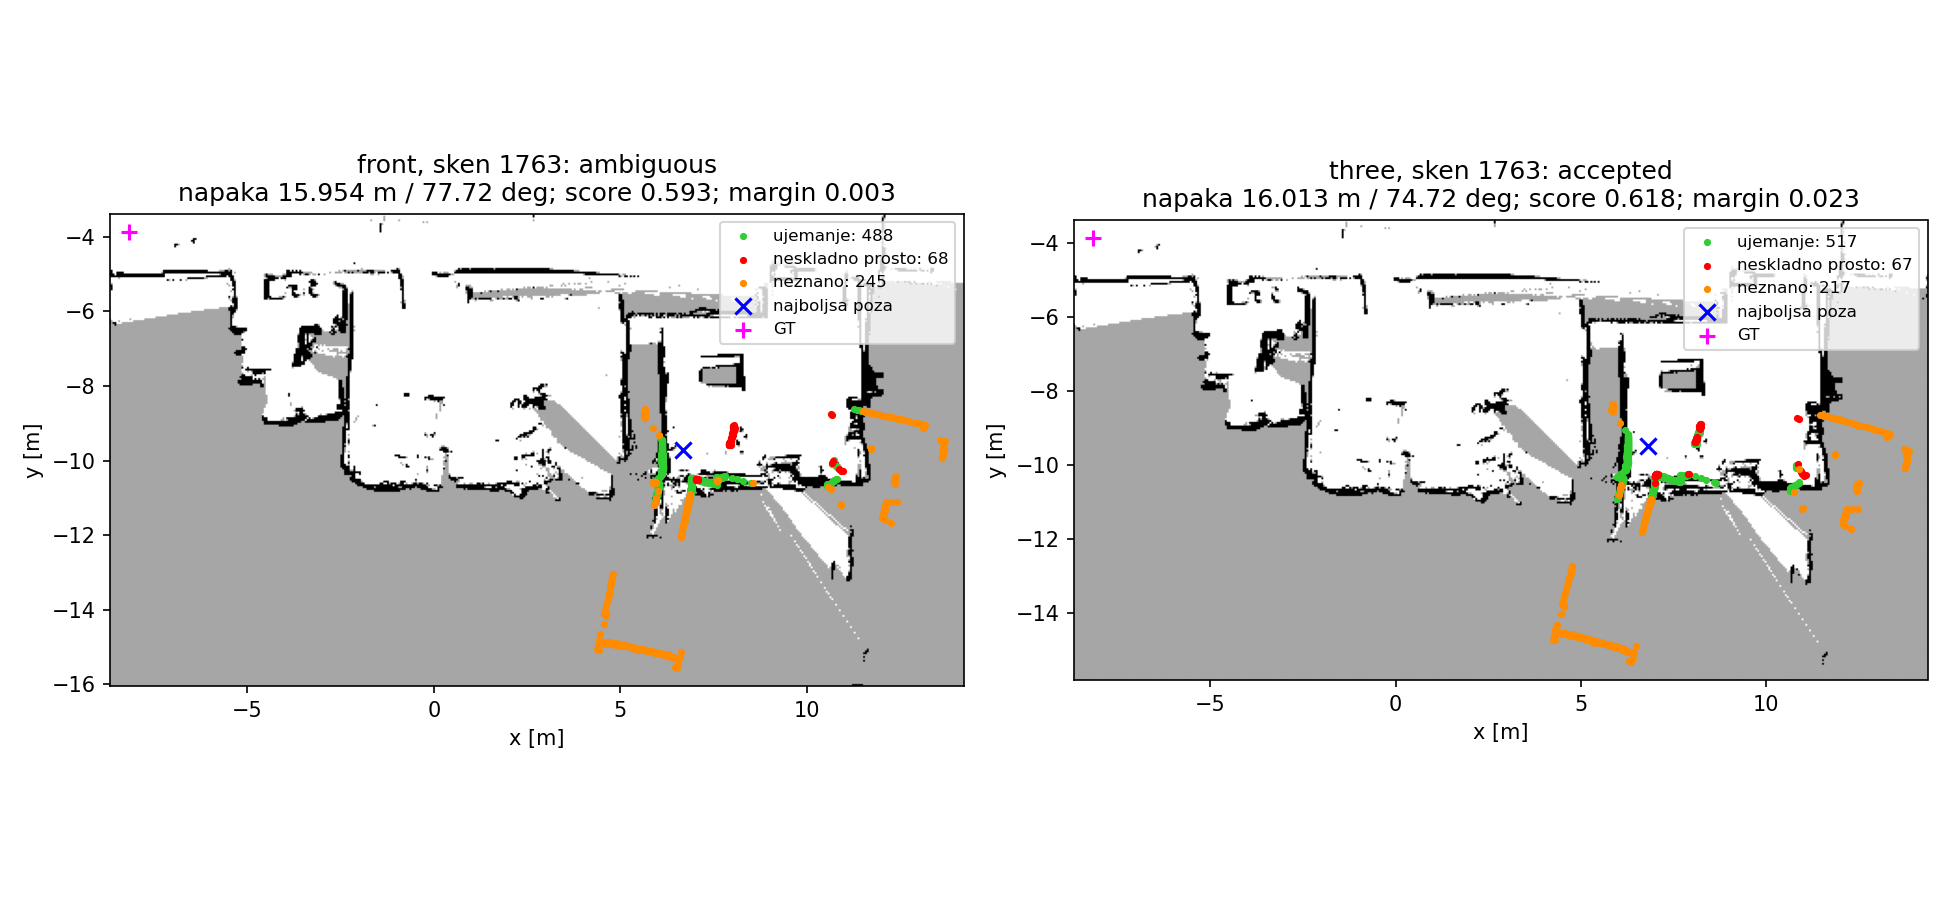 front, sken 1763: ambiguous
napaka 15.954 m / 77.72 deg; score 0.593; margin 0.003
ujemanje: 488
neskladno prosto: 68
neznano: 245
najboljsa poza
GT
−4
−6
−8
−10
−12
−14
−16
y [m]
−5
0
5
10
x [m]
three, sken 1763: accepted
napaka 16.013 m / 74.72 deg; score 0.618; margin 0.023
ujemanje: 517
neskladno prosto: 67
neznano: 217
najboljsa poza
GT
−4
−6
−8
−10
−12
−14
y [m]
−5
0
5
10
x [m]